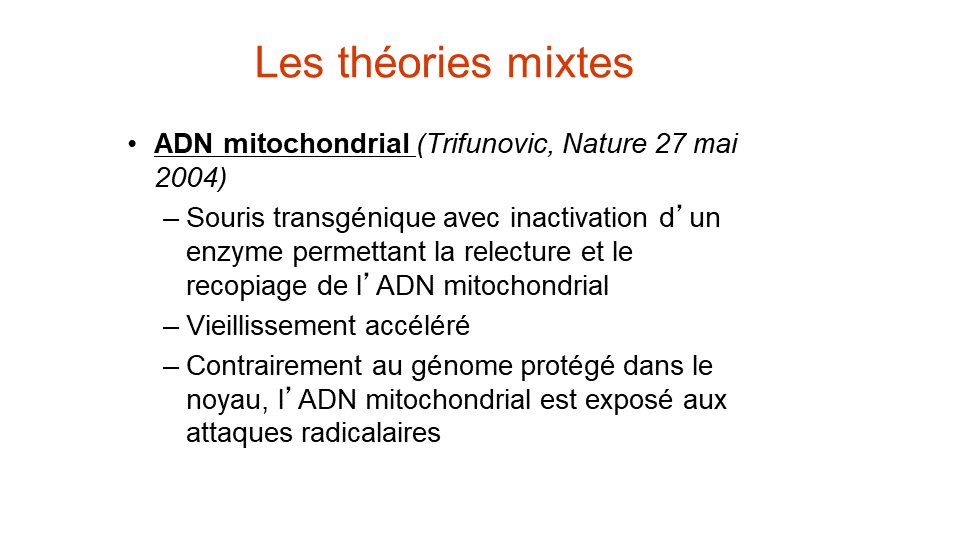 Les théories mixtes
• ADN mitochondrial (Trifunovic, Nature 27 mai
2004)
– Souris transgénique avec inactivation d’un
enzyme permettant la relecture et le
recopiage de l’ADN mitochondrial
– Vieillissement accéléré
– Contrairement au génome protégé dans le
noyau, l’ADN mitochondrial est exposé aux
attaques radicalaires